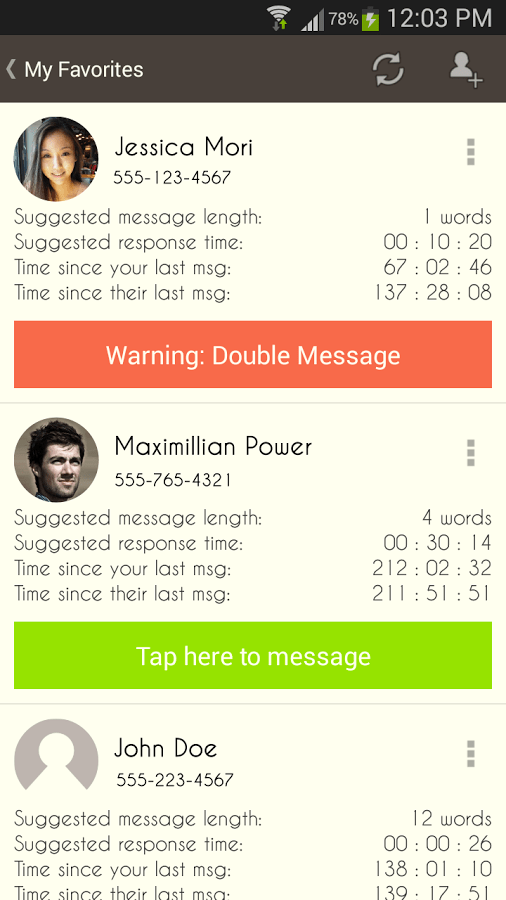 78% 12:03 PM
My Favorites
Jessica Mori
555-123-4567
Suggested message length: 1 words
Suggested response time: 00 : 10 : 20
Time since your last msg: 67 : 02 : 46
Time since their last msg: 137 : 28 : 08
Warning: Double Message
Maximillian Power
555-765-4321
Suggested message length: 4 words
Suggested response time: 00 : 30 : 14
Time since your last msg: 212 : 02 : 32
Time since their last msg: 211 : 51 : 51
Tap here to message
John Doe
555-223-4567
Suggested message length: 12 words
Suggested response time: 00 : 00 : 26
Time since your last msg: 138 : 01 : 10
Time since their last msg: 139 : 17 : 51